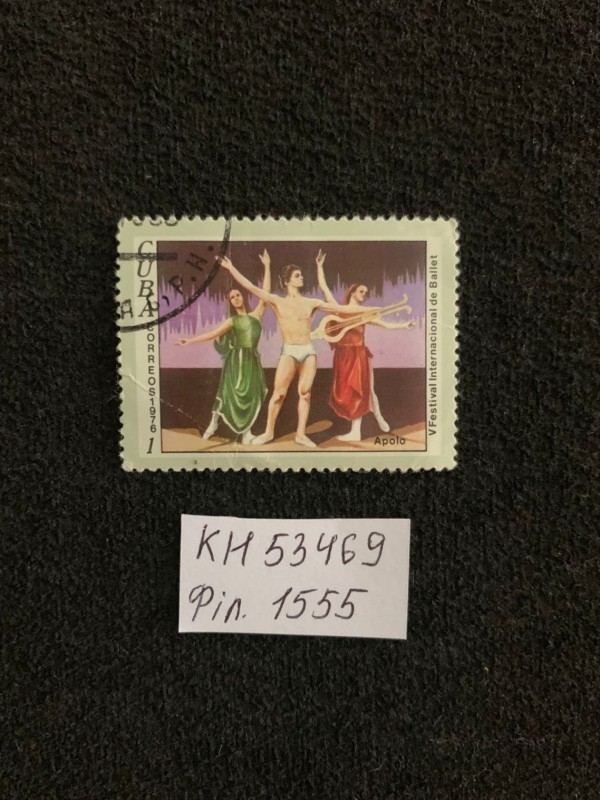 CUBA
CORREOS 1976 1
Apolo
V Festival Internacional de Ballet
КН 53469
Філ. 1555